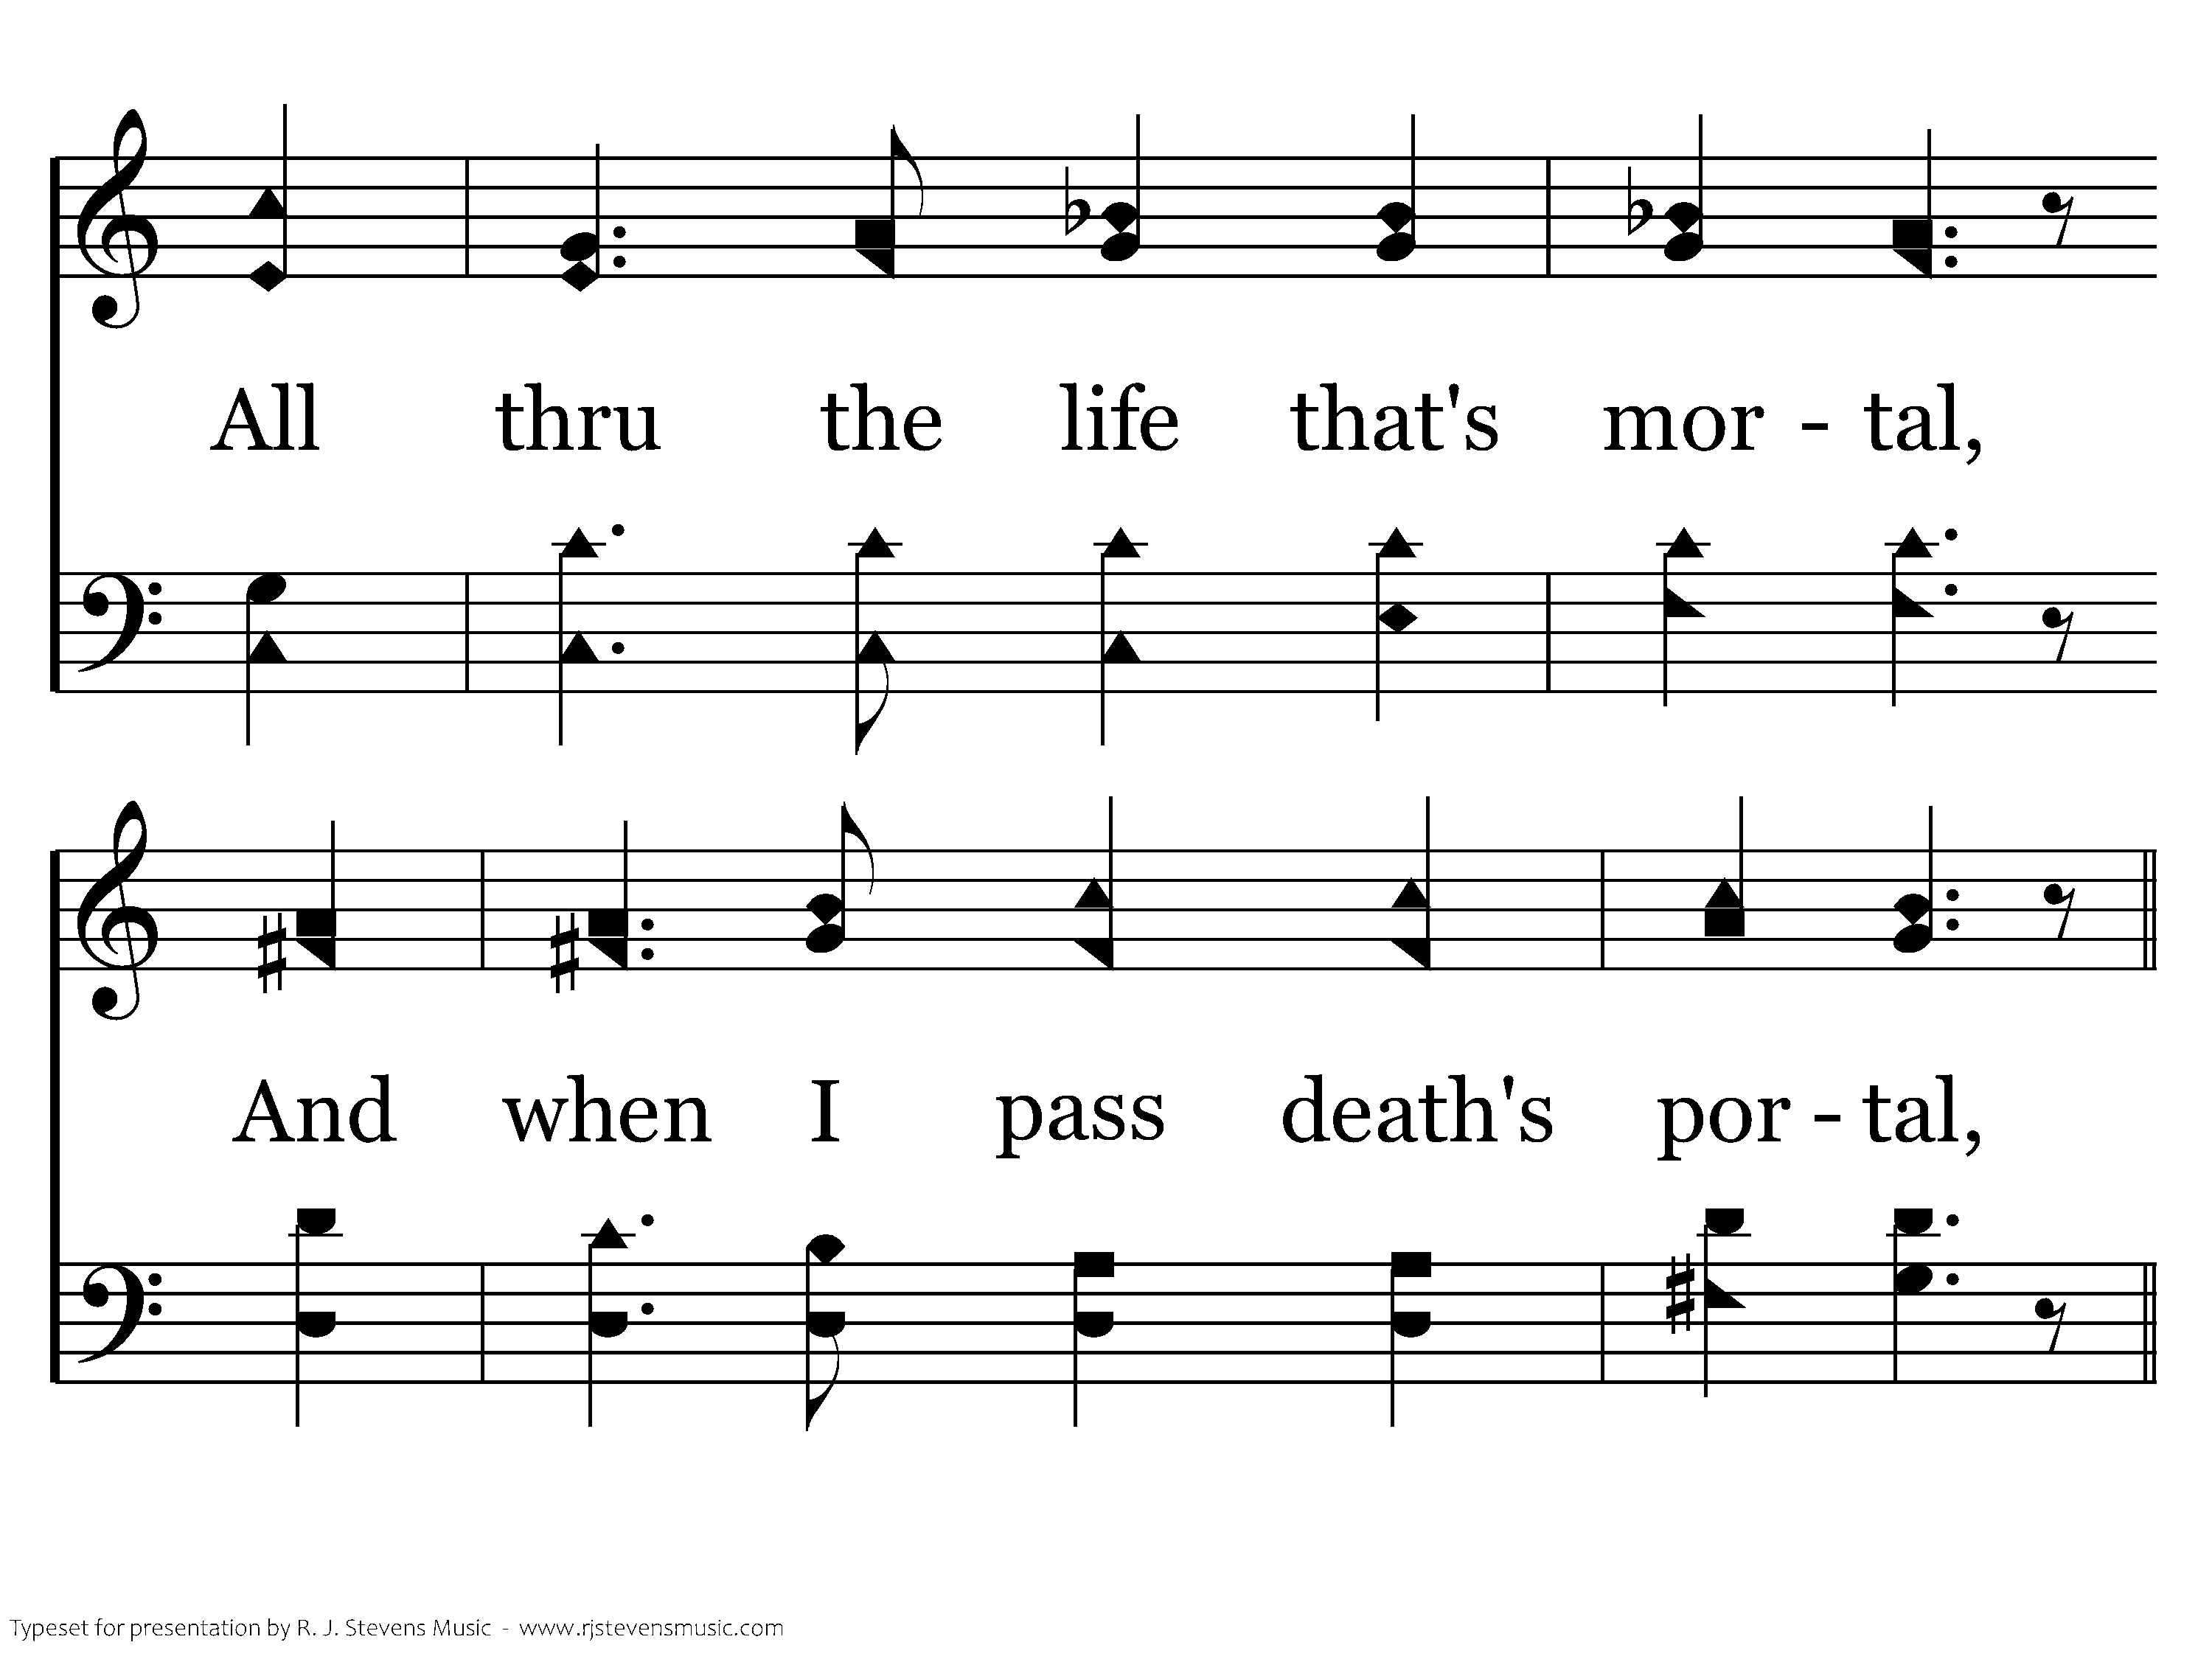 All thru the life that's mor - tal,
And when I pass death's por - tal,
Typeset for presentation by R. J. Stevens Music - www.rjstevensmusic.com